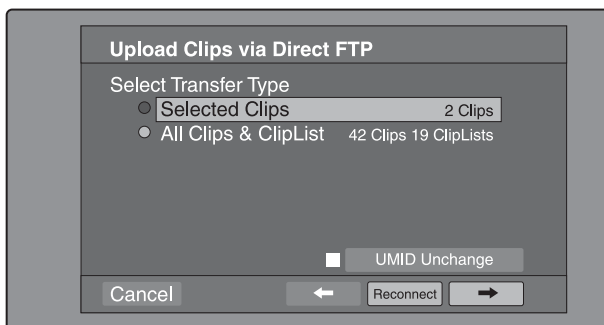 Upload Clips via Direct FTP
Select Transfer Type
Selected Clips 2 Clips
All Clips & ClipList 42 Clips 19 ClipLists
UMID Unchange
Cancel Reconnect